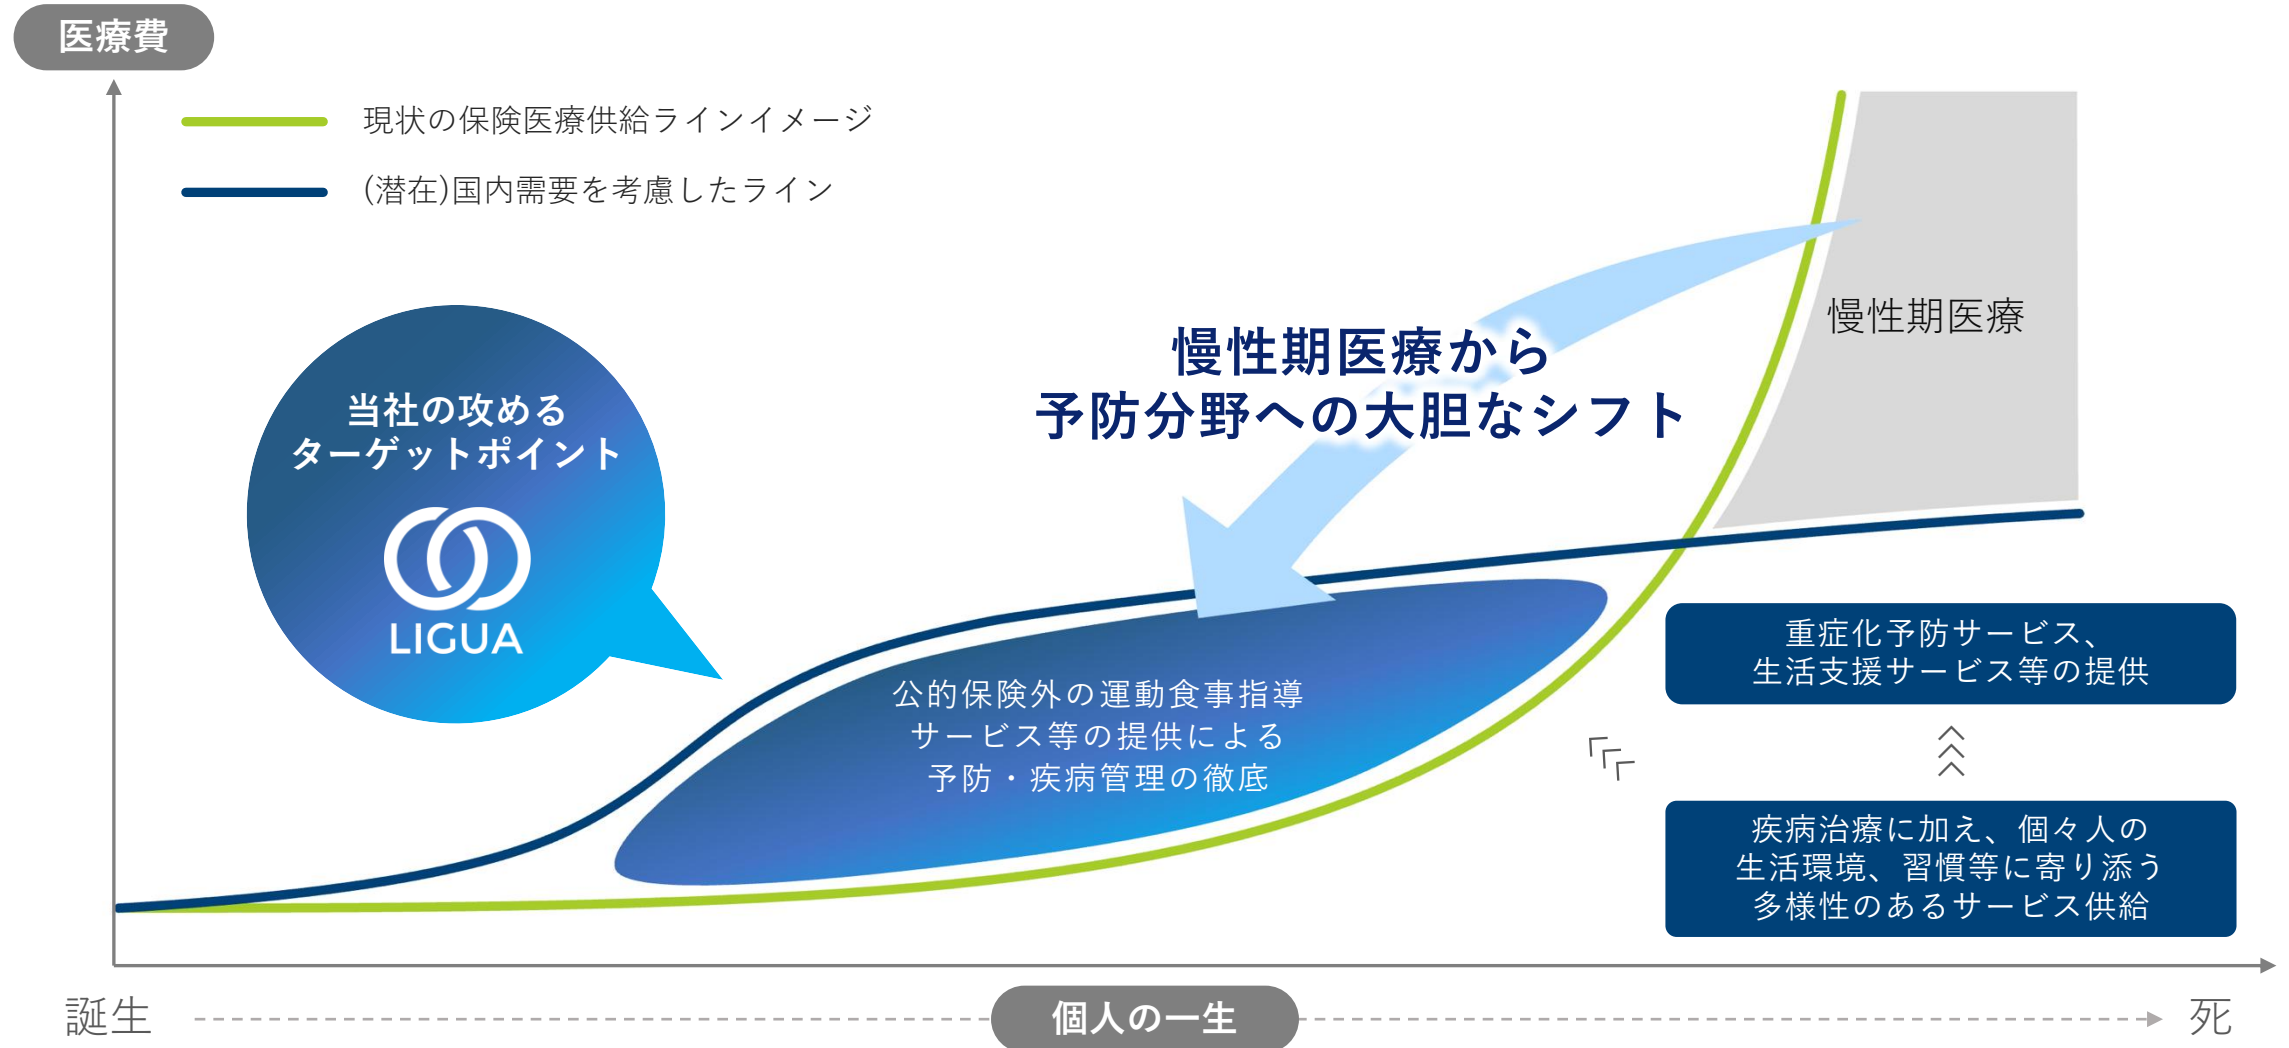 医療費
現状の保険医療供給ラインイメージ
(潜在)国内需要を考慮したライン
当社の攻める
ターゲットポイント
LIGUA
慢性期医療から
予防分野への大胆なシフト
慢性期医療
公的保険外の運動食事指導
サービス等の提供による
予防・疾病管理の徹底
重症化予防サービス、
生活支援サービス等の提供
疾病治療に加え、個々人の
生活環境、習慣等に寄り添う
多様性のあるサービス供給
誕生
個人の一生
死